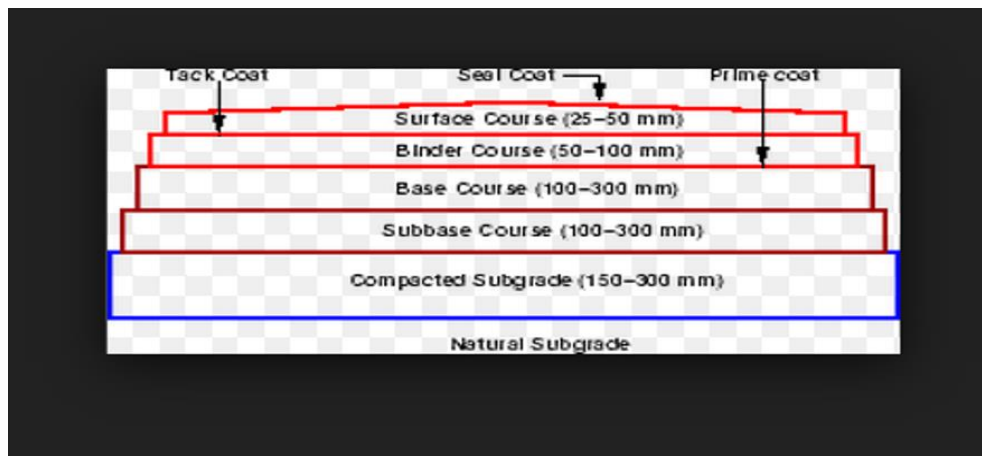 Tack Coat Seal Coat Prime coat
Surface Course (25–50 mm)
Binder Course (50–100 mm)
Base Course (100–300 mm)
Subbase Course (100–300 mm)
Compacted Subgrade (150–300 mm)
Natural Subgrade